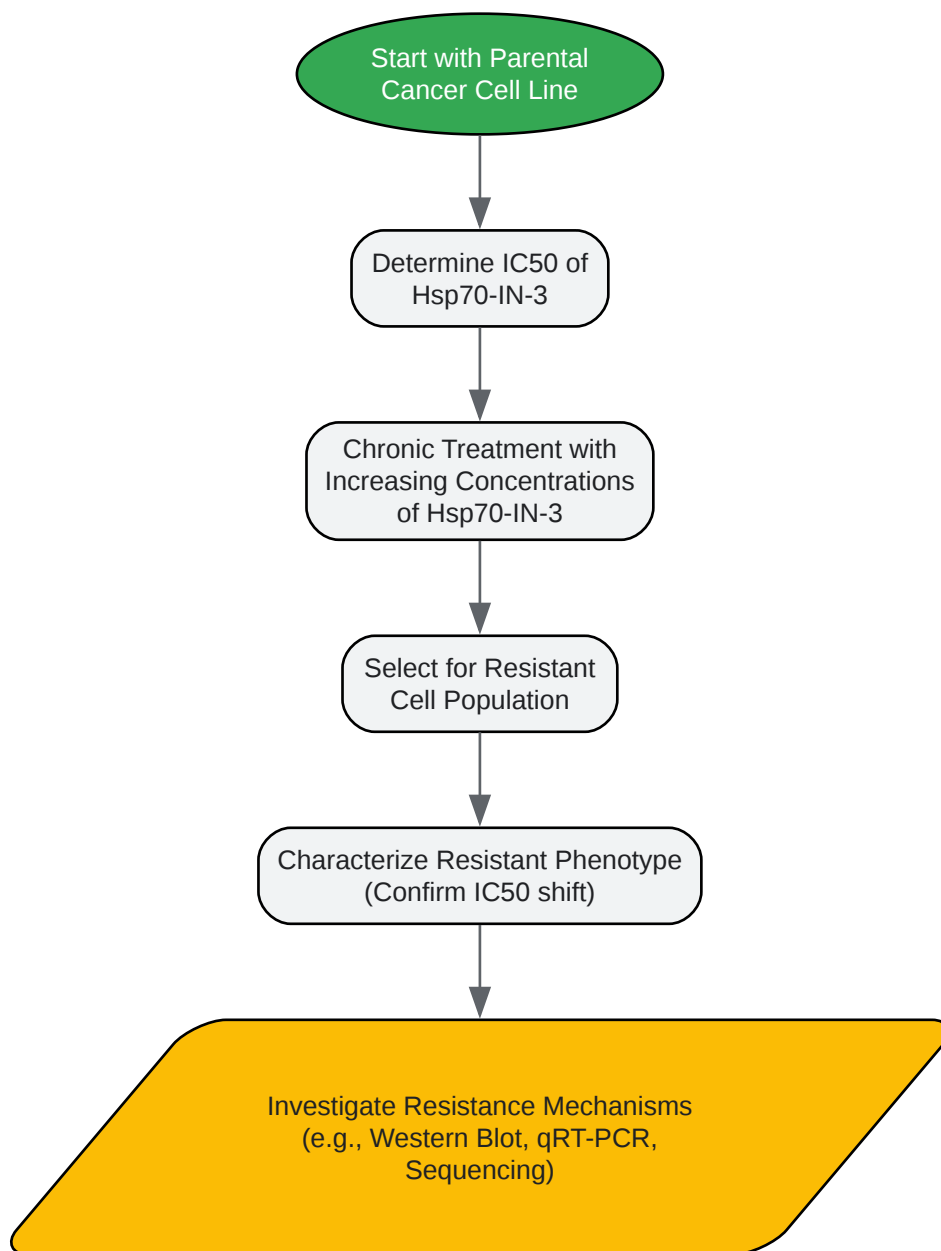 Start with Parental
Cancer Cell Line
Determine IC50 of
Hsp70-IN-3
Chronic Treatment with
Increasing Concentrations
of Hsp70-IN-3
Select for Resistant
Cell Population
Characterize Resistant Phenotype
(Confirm IC50 shift)
Investigate Resistance Mechanisms
(e.g., Western Blot, qRT-PCR,
Sequencing)